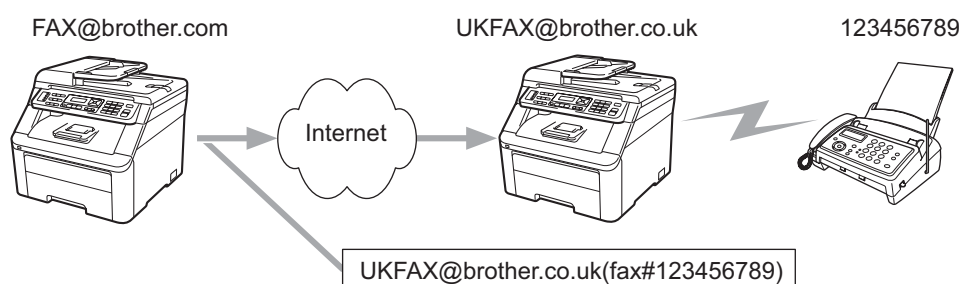 FAX@brother.com
UKFAX@brother.co.uk
123456789
Internet
UKFAX@brother.co.uk(fax#123456789)